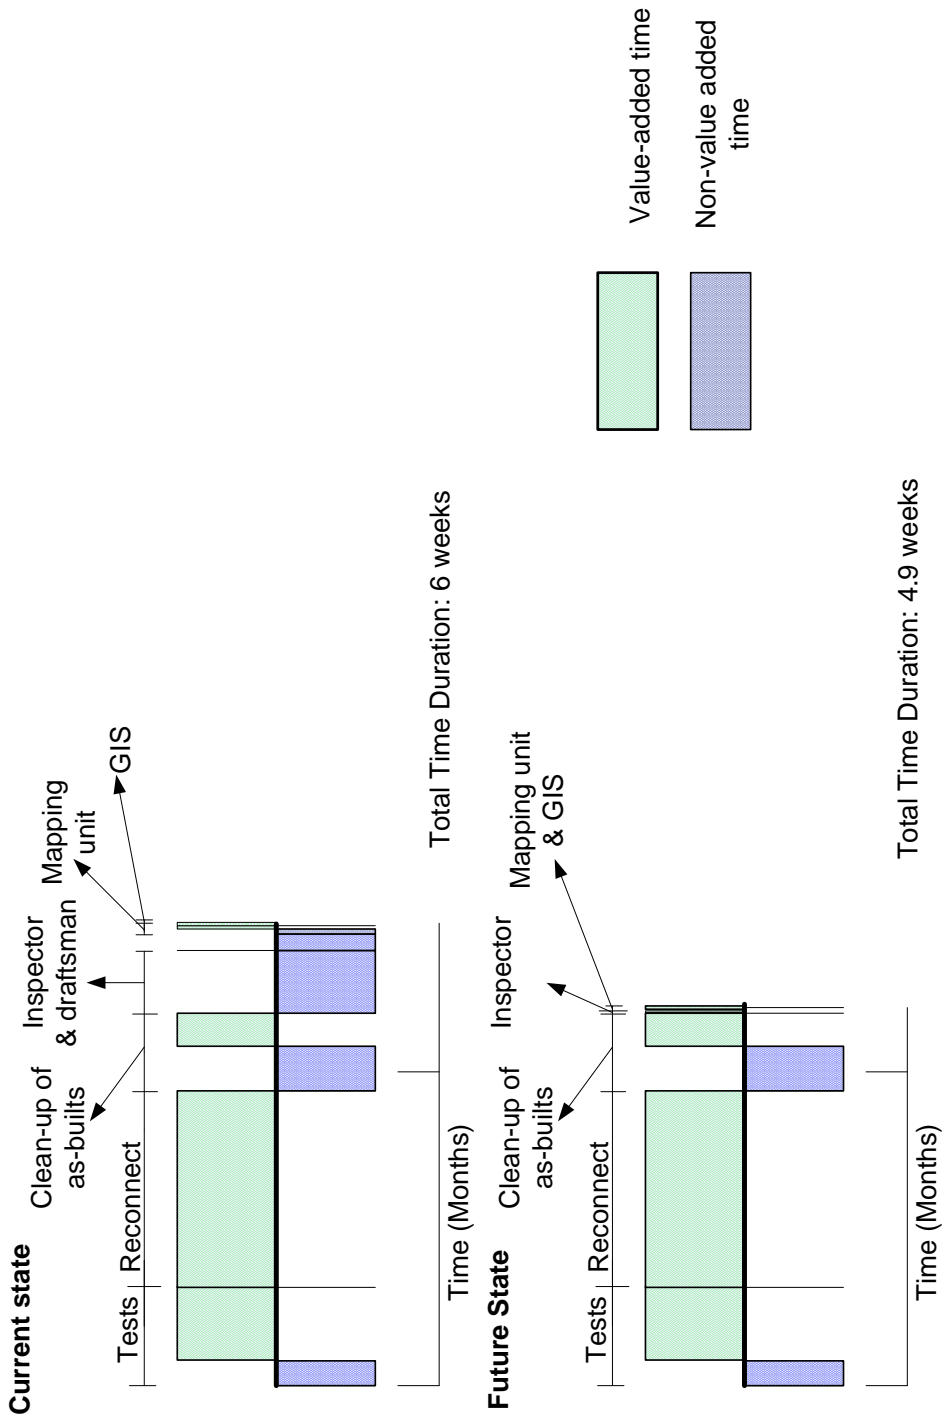 Current state
Tests
Reconnect
Clean-up of
as-builts
Inspector
& draftsman
Mapping
unit
GIS
Time (Months)
Total Time Duration: 6 weeks
Future State
Tests
Reconnect
Clean-up of
as-builts
Inspector
Mapping unit
& GIS
Time (Months)
Total Time Duration: 4.9 weeks
Value-added time
Non-value added
time